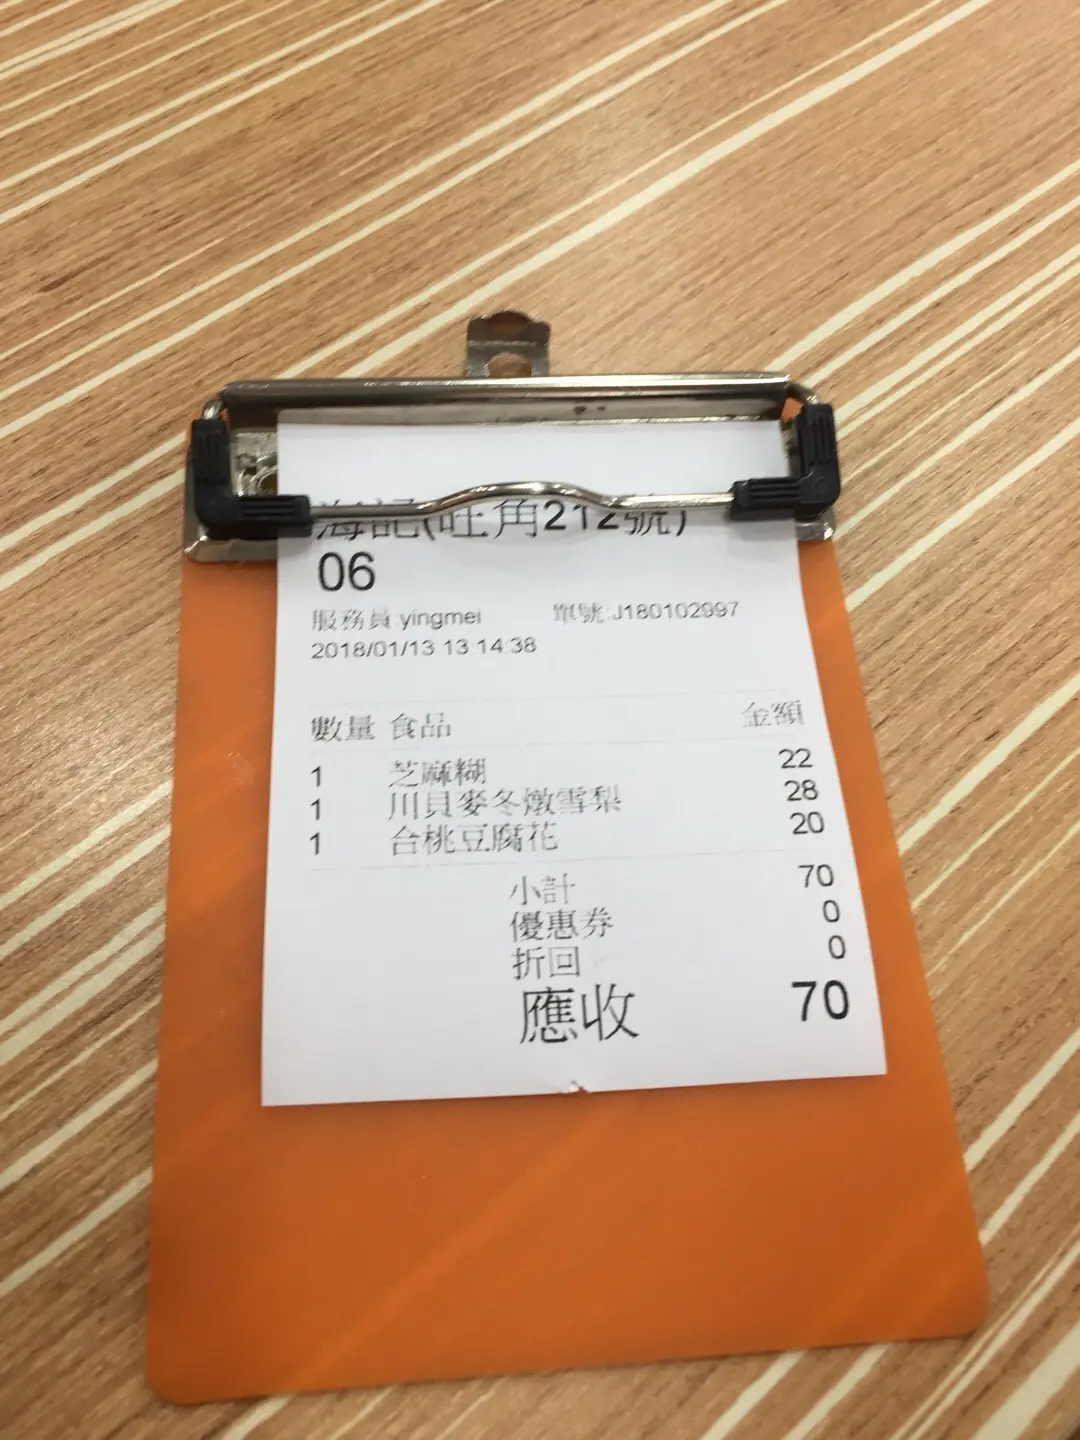 海記(旺角212號)
06
服務員:yingmei 單號:J180102997
2018/01/13 13:14:38
數量 食品 金額
1 芝麻糊 22
1 川貝麥冬燉雪梨 28
1 合桃豆腐花 20
小計 70
優惠券 0
折回 0
應收 70